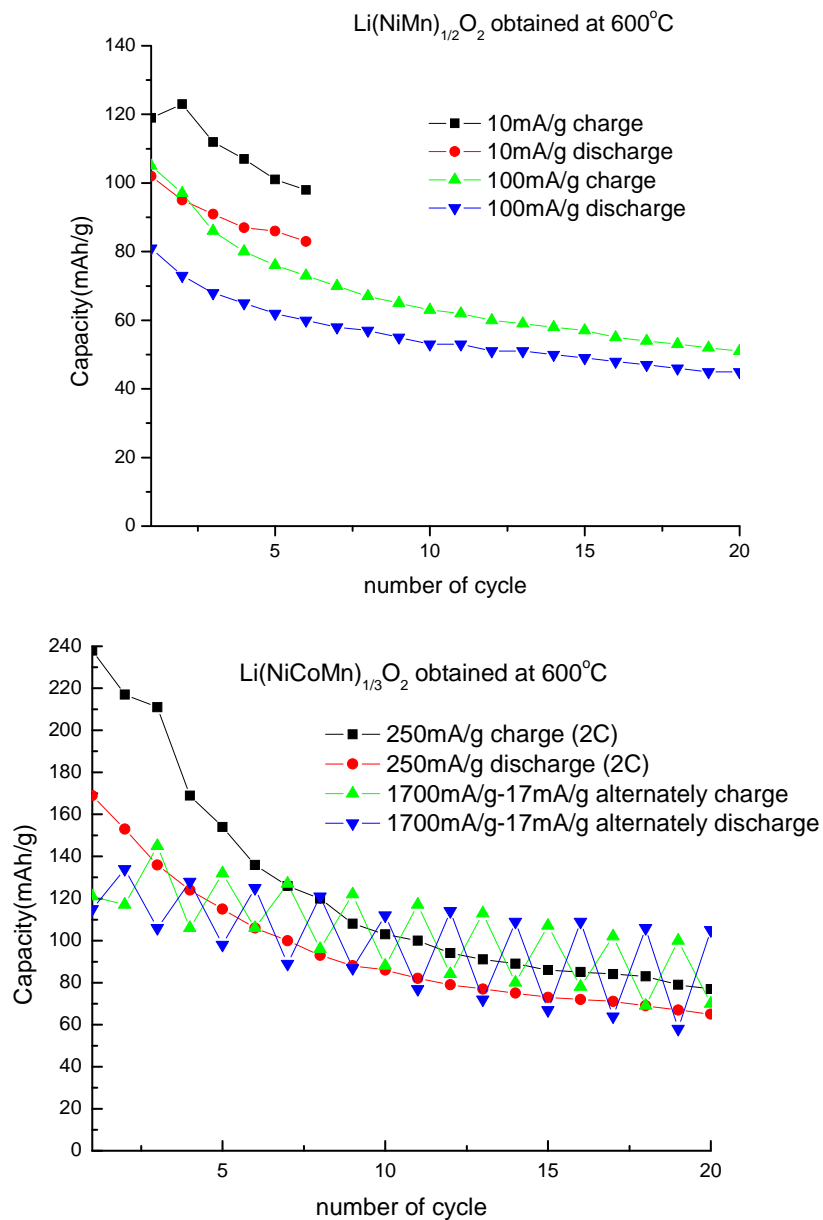 Li(NiMn)1/2O2 obtained at 600°C
140
120
100
80
60
40
20
0
Capacity(mAh/g)
10mA/g charge
10mA/g discharge
100mA/g charge
100mA/g discharge
5
10
15
20
number of cycle
Li(NiCoMn)1/3O2 obtained at 600°C
240
220
200
180
160
140
120
100
80
60
40
20
0
Capacity(mAh/g)
250mA/g charge (2C)
250mA/g discharge (2C)
1700mA/g-17mA/g alternately charge
1700mA/g-17mA/g alternately discharge
5
10
15
20
number of cycle